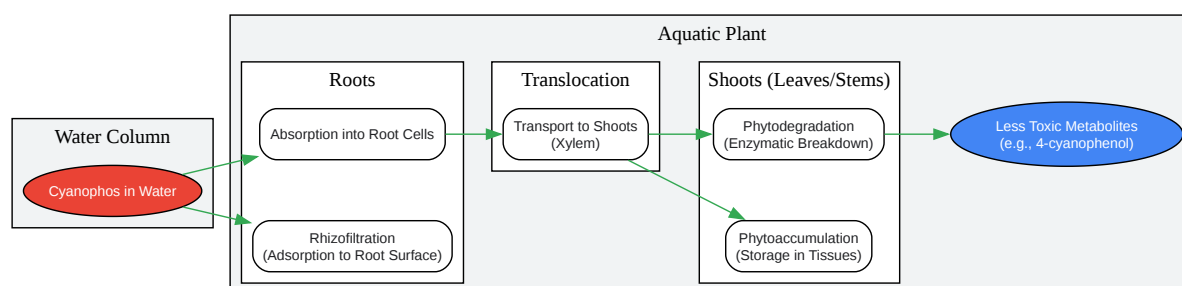 Aquatic Plant
Water Column
Cyanophos in Water
Roots
Absorption into Root Cells
Rhizofiltration
(Adsorption to Root Surface)
Translocation
Transport to Shoots
(Xylem)
Shoots (Leaves/Stems)
Phytodegradation
(Enzymatic Breakdown)
Phytoaccumulation
(Storage in Tissues)
Less Toxic Metabolites
(e.g., 4-cyanophenol)